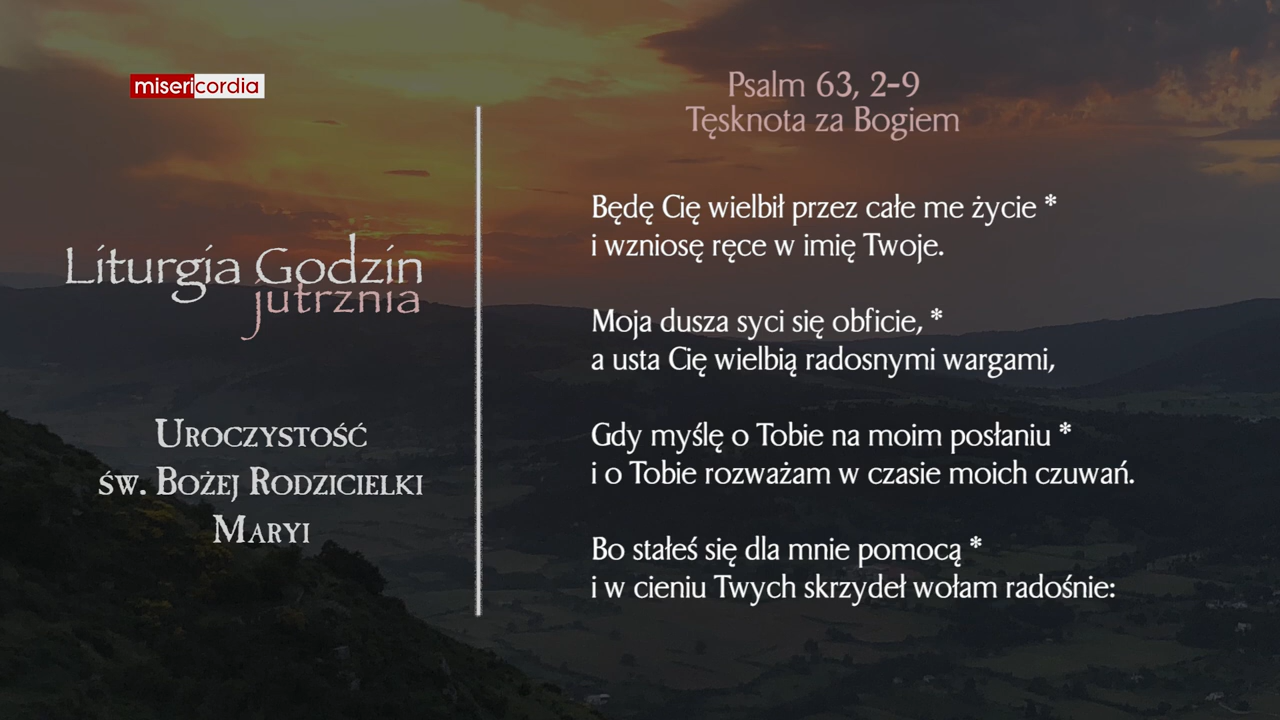 misericordia
Liturgia Godzin
jutrznia
Uroczystość
św. Bożej Rodzicielki
Maryi
Psalm 63, 2-9
Tęsknota za Bogiem
Będę Cię wielbił przez całe me życie *
i wzniosę ręce w imię Twoje.
Moja dusza syci się obficie, *
a usta Cię wielbią radosnymi wargami,
Gdy myślę o Tobie na moim posłaniu *
i o Tobie rozważam w czasie moich czuwań.
Bo stałeś się dla mnie pomocą *
i w cieniu Twych skrzydeł wołam radośnie: